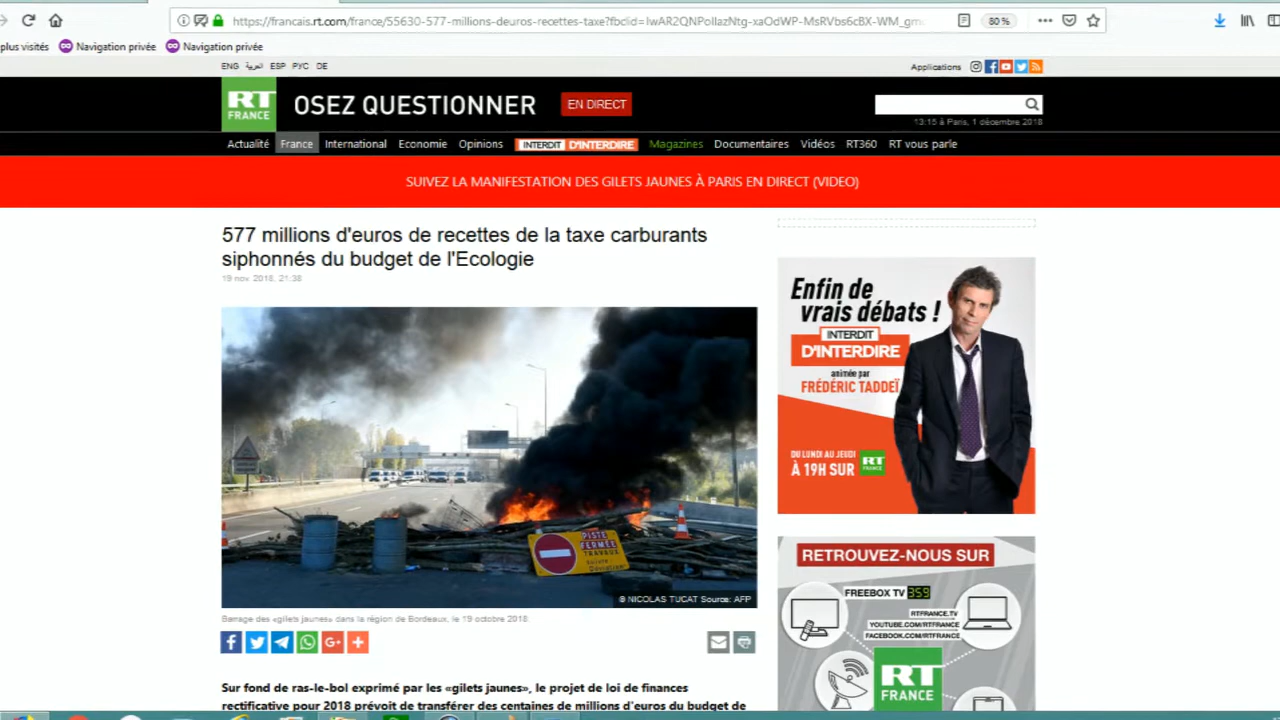 https://francais.rt.com/france/55630-577-millions-deuros-recettes-taxe?fbclid=IwAR2QNPoIlazNtg-xaOdWP-MsRVbs6cBX-WM_gm
80 %
plus visités
Navigation privée
Navigation privée
ENG العربية ESP РУС DE
Applications
RT
FRANCE
OSEZ QUESTIONNER
EN DIRECT
13:15 à Paris, 1 décembre 2018
Actualité France International Economie Opinions INTERDIT D'INTERDIRE Magazines Documentaires Vidéos RT360 RT vous parle
SUIVEZ LA MANIFESTATION DES GILETS JAUNES À PARIS EN DIRECT (VIDEO)
577 millions d'euros de recettes de la taxe carburants
siphonnés du budget de l'Ecologie
19 nov. 2018, 21:38
PISTE
FERMÉE
TRAVAUX
© NICOLAS TUCAT Source: AFP
Barrage des «gilets jaunes» dans la région de Bordeaux, le 19 octobre 2018.
Sur fond de ras-le-bol exprimé par les «gilets jaunes», le projet de loi de finances
rectificative pour 2018 prévoit de transférer des centaines de millions d'euros du budget de
Enfin de
vrais débats !
INTERDIT
D'INTERDIRE
animée par
FRÉDÉRIC TADDEÏ
DU LUNDI AU JEUDI
À 19H SUR
RT
FRANCE
RETROUVEZ-NOUS SUR
FREEBOX TV 359
RTFRANCE.TV
YOUTUBE.COM/RTFRANCE
FACEBOOK.COM/RTFRANCE
RT
FRANCE